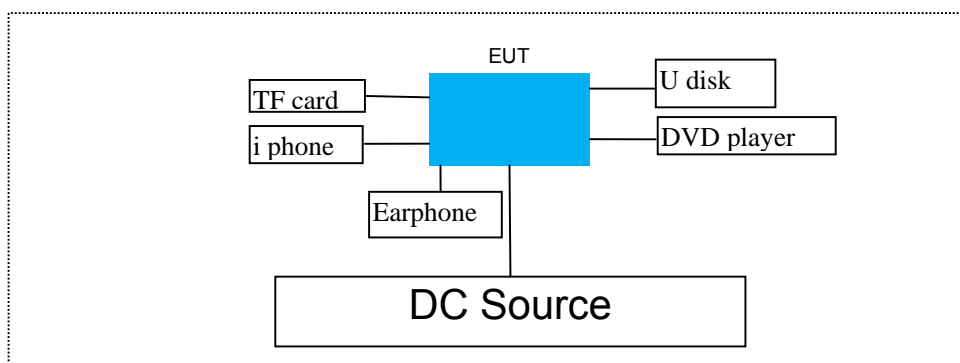 EUT
TF card
U disk
i phone
DVD player
Earphone
DC Source